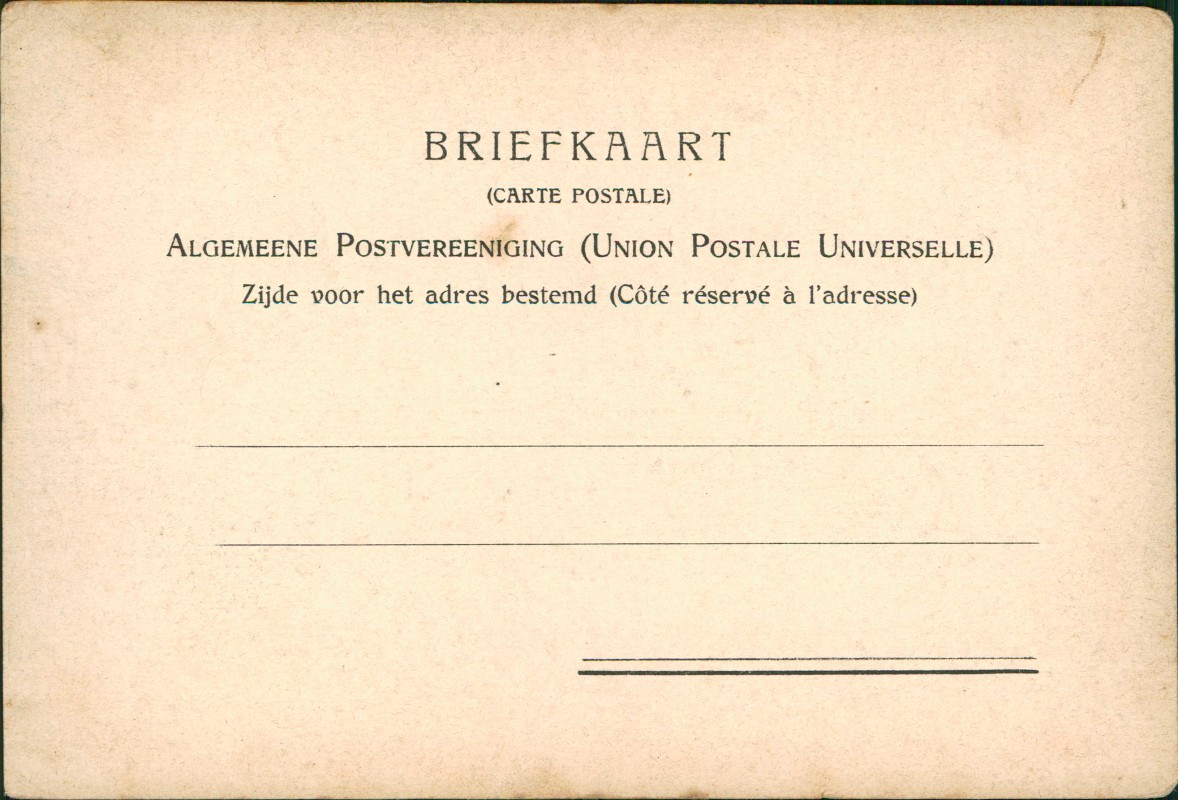 BRIEFKAART
(CARTE POSTALE)
ALGEMEENE POSTVEREENIGING (UNION POSTALE UNIVERSELLE)
Zijde voor het adres bestemd (Côté réservé à l'adresse)